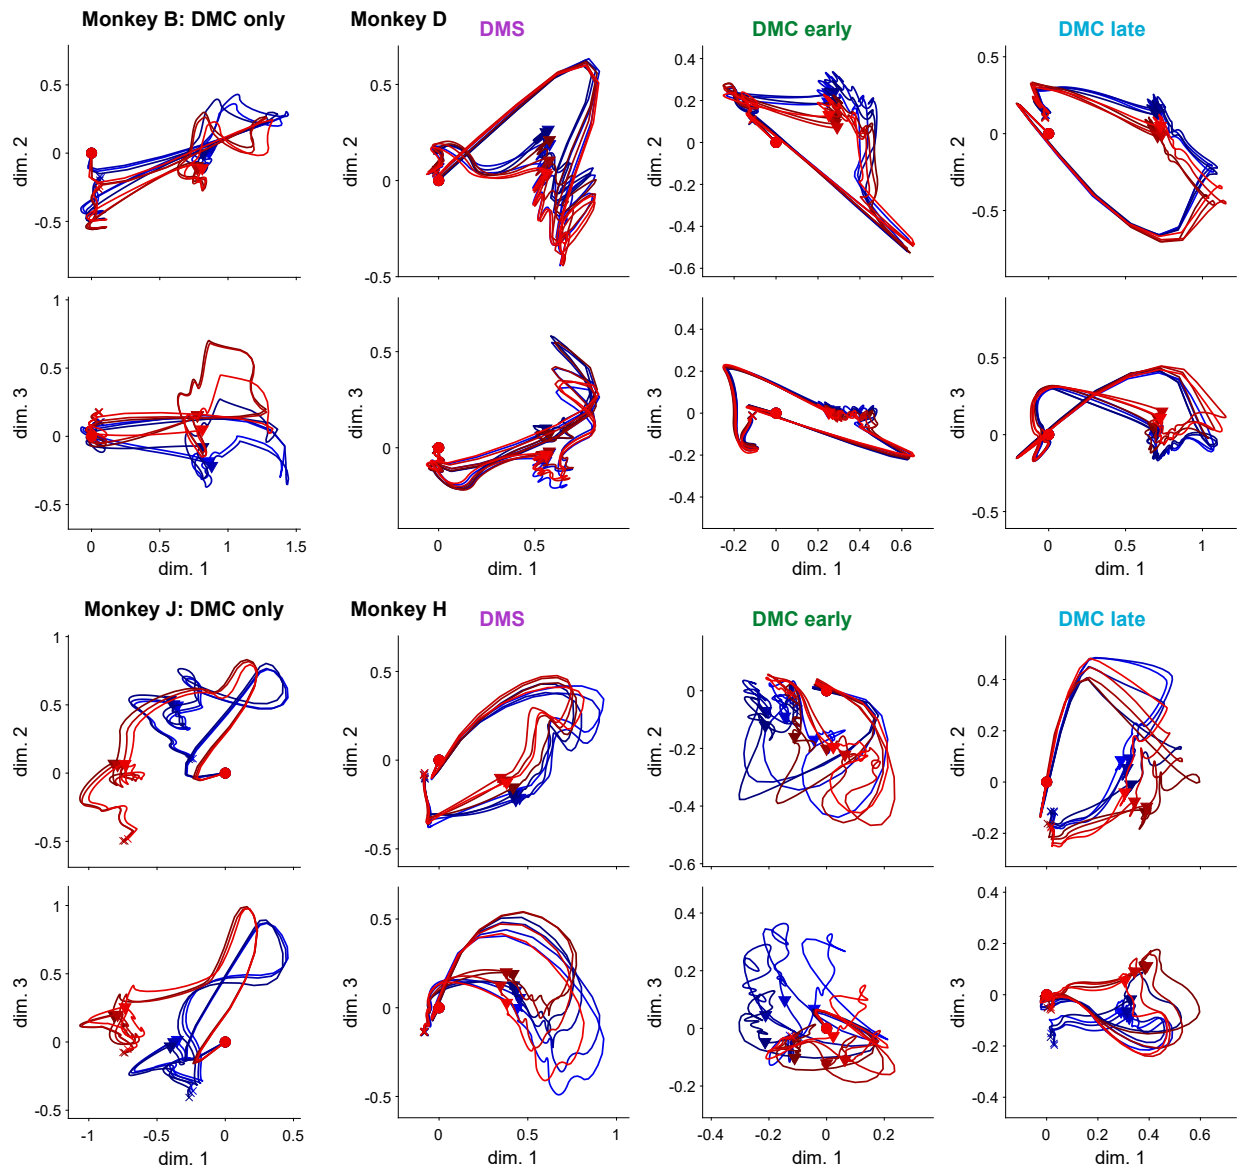 Monkey B: DMC only
Monkey D
DMS
DMC early
DMC late
dim. 2
0.5
0
-0.5
dim. 2
0.5
0
-0.5
dim. 2
0.4
0.2
0
-0.2
-0.4
-0.6
dim. 2
0.5
0
-0.5
dim. 3
1
0.5
0
-0.5
0
0.5
1
1.5
dim. 1
dim. 3
0.5
0
0
0.5
dim. 1
dim. 3
0.4
0.2
0
-0.2
-0.4
-0.2
0
0.2
0.4
0.6
dim. 1
dim. 3
0.5
0
-0.5
0
0.5
1
dim. 1
Monkey J: DMC only
Monkey H
DMS
DMC early
DMC late
dim. 2
1
0.5
0
-0.5
dim. 2
0.5
0
-0.5
dim. 2
0
-0.2
-0.4
-0.6
dim. 2
0.4
0.2
0
-0.2
dim. 3
1
0.5
0
-0.5
-1
-0.5
0
0.5
dim. 1
dim. 3
0.5
0
-0.5
0
0.5
1
dim. 1
dim. 3
0.4
0.2
0
-0.2
-0.4
-0.2
0
0.2
dim. 1
dim. 3
0.4
0.2
0
-0.2
-0.4
0
0.2
0.4
0.6
dim. 1